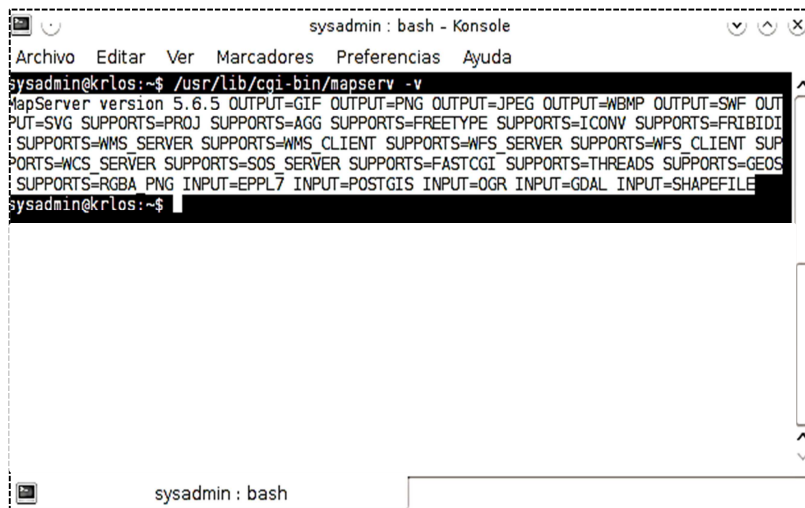 sysadmin : bash - Konsole
Archivo Editar Ver Marcadores Preferencias Ayuda
sysadmin@krlos:~$ /usr/lib/cgi-bin/mapserv -v
MapServer version 5.6.5 OUTPUT=GIF OUTPUT=PNG OUTPUT=JPEG OUTPUT=WBMP OUTPUT=SWF OUT
PUT=SVG SUPPORTS=PROJ SUPPORTS=AGG SUPPORTS=FREETYPE SUPPORTS=ICONV SUPPORTS=FRIBIDI
SUPPORTS=WMS_SERVER SUPPORTS=WMS_CLIENT SUPPORTS=WFS_SERVER SUPPORTS=WFS_CLIENT SUP
PORTS=WCS_SERVER SUPPORTS=SOS_SERVER SUPPORTS=FASTCGI SUPPORTS=THREADS SUPPORTS=GEOS
SUPPORTS=RGBA_PNG INPUT=EPPL7 INPUT=POSTGIS INPUT=OGR INPUT=GDAL INPUT=SHAPEFILE
sysadmin@krlos:~$
sysadmin : bash